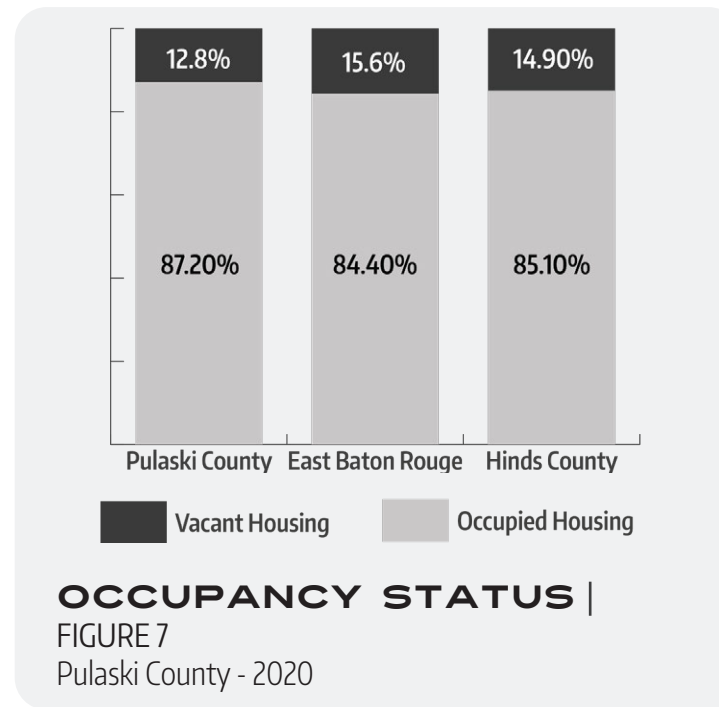 12.8% 15.6% 14.90%
87.20% 84.40% 85.10%
Pulaski County East Baton Rouge Hinds County
Vacant Housing Occupied Housing
OCCUPANCY STATUS |
FIGURE 7
Pulaski County - 2020